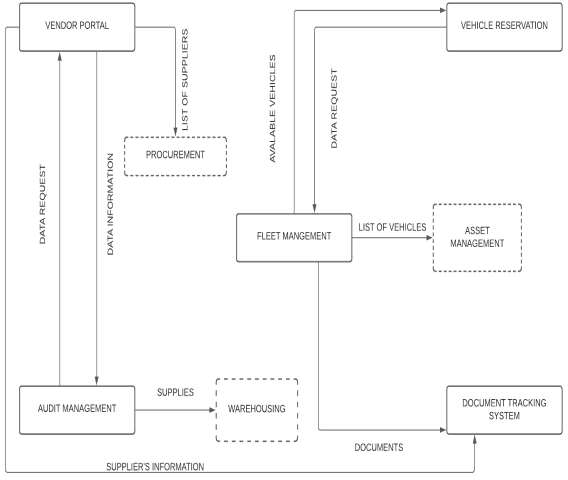 VENDOR PORTAL
VEHICLE RESERVATION
LIST OF SUPPLIERS
AVALABLE VEHICLES
DATA REQUEST
PROCUREMENT
DATA REQUEST
DATA INFORMATION
FLEET MANGEMENT
LIST OF VEHICLES
ASSET
MANAGEMENT
AUDIT MANAGEMENT
SUPPLIES
WAREHOUSING
DOCUMENT TRACKING
SYSTEM
DOCUMENTS
SUPPLIER'S INFORMATION